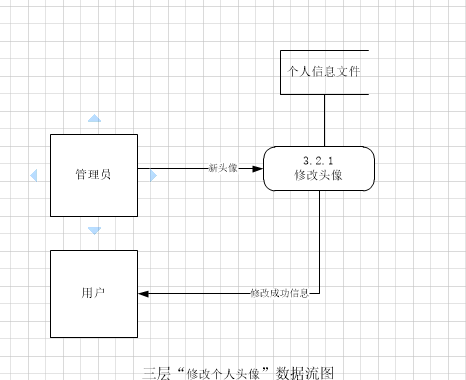 个人信息文件
3.2.1
修改头像
新头像
管理员
用户
修改成功信息
三层“修改个人头像”数据流图